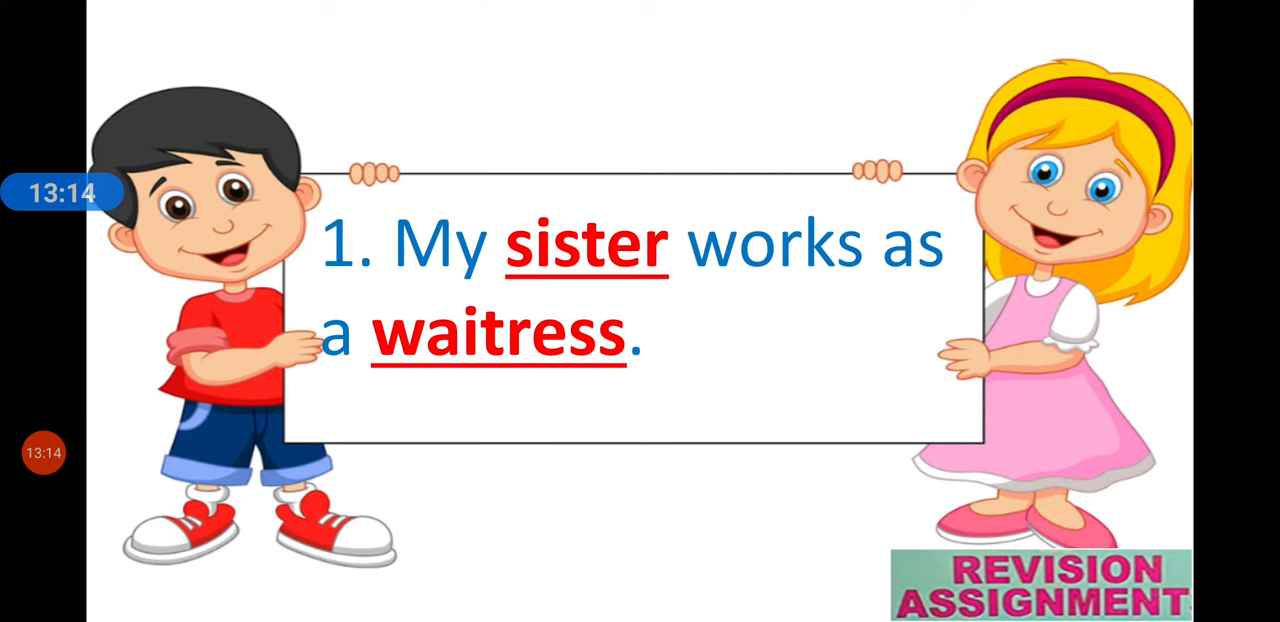 13:14
1. My sister works as
a waitress.
13:14
REVISION
ASSIGNMENT